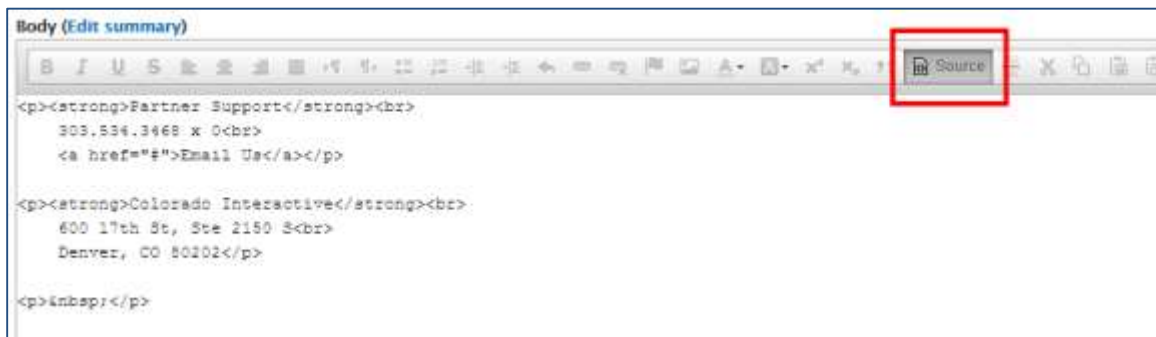 Body (Edit summary)
B I U S Source
<p><strong>Partner Support</strong><br>
303.534.3468 x 0<br>
<a href="#">Email Us</a></p>
<p><strong>Colorado Interactive</strong><br>
600 17th St, Ste 2150 S<br>
Denver, CO 80202</p>
<p>&nbsp;</p>